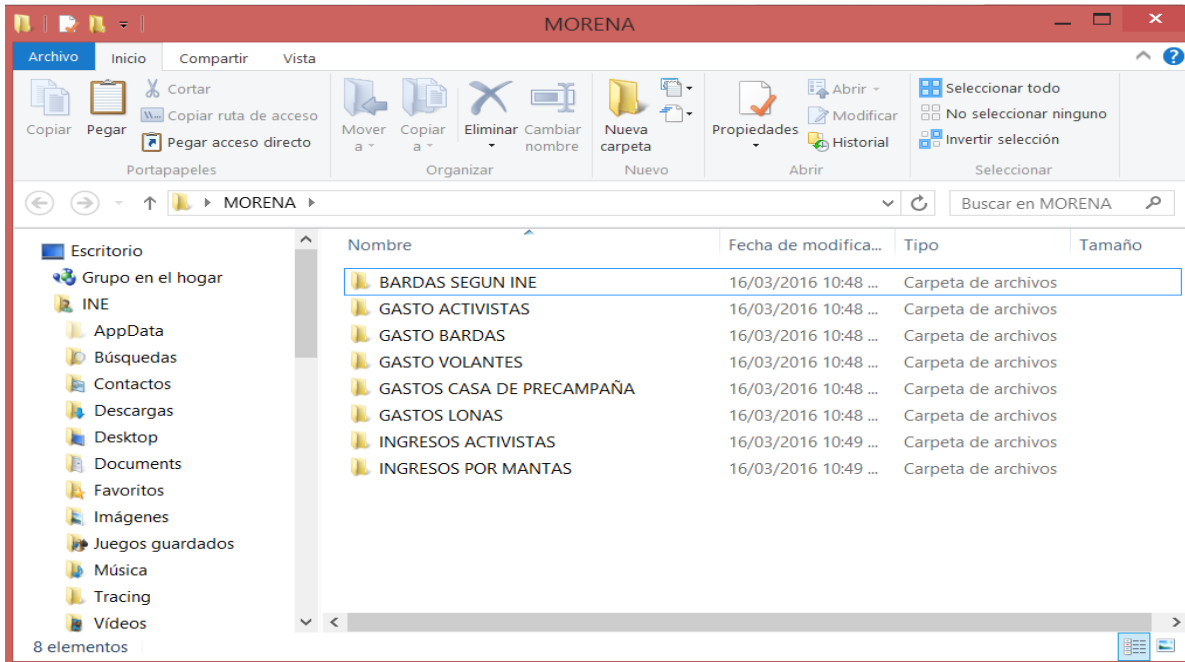 MORENA
Archivo Inicio Compartir Vista
Copiar
Pegar
Cortar
Copiar ruta de acceso
Pegar acceso directo
Portapapeles
Mover a
Copiar a
Eliminar
Cambiar nombre
Organizar
Nueva carpeta
Nuevo
Propiedades
Abrir
Modificar
Historial
Abrir
Seleccionar todo
No seleccionar ninguno
Invertir selección
Seleccionar
MORENA
Buscar en MORENA
Escritorio
Grupo en el hogar
INE
AppData
Búsquedas
Contactos
Descargas
Desktop
Documents
Favoritos
Imágenes
Juegos guardados
Música
Tracing
Vídeos
Nombre Fecha de modifica... Tipo Tamaño
BARDAS SEGUN INE 16/03/2016 10:48 ... Carpeta de archivos
GASTO ACTIVISTAS 16/03/2016 10:48 ... Carpeta de archivos
GASTO BARDAS 16/03/2016 10:48 ... Carpeta de archivos
GASTO VOLANTES 16/03/2016 10:48 ... Carpeta de archivos
GASTOS CASA DE PRECAMPAÑA 16/03/2016 10:48 ... Carpeta de archivos
GASTOS LONAS 16/03/2016 10:48 ... Carpeta de archivos
INGRESOS ACTIVISTAS 16/03/2016 10:49 ... Carpeta de archivos
INGRESOS POR MANTAS 16/03/2016 10:49 ... Carpeta de archivos
8 elementos